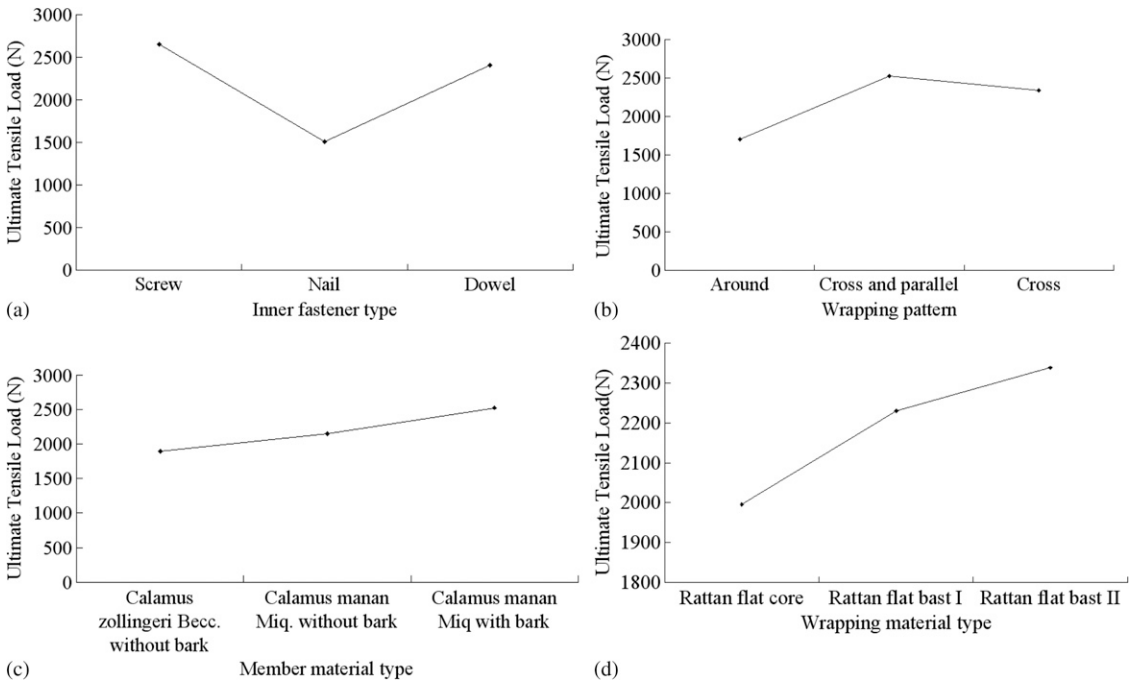 3000
2500
2000
1500
1000
500
0
Ultimate Tensile Load (N)
Screw Nail Dowel
Inner fastener type
(a)
3000
2500
2000
1500
1000
500
0
Ultimate Tensile Load (N)
Around Cross and parallel Cross
Wrapping pattern
(b)
3000
2500
2000
1500
1000
500
0
Ultimate Tensile Load (N)
Calamus Calamus manan Calamus manan
zollingeri Becc. Miq. without bark Miq with bark
without bark
Member material type
(c)
2400
2300
2200
2100
2000
1900
1800
Ultimate Tensile Load(N)
Rattan flat core Rattan flat bast I Rattan flat bast II
Wrapping material type
(d)